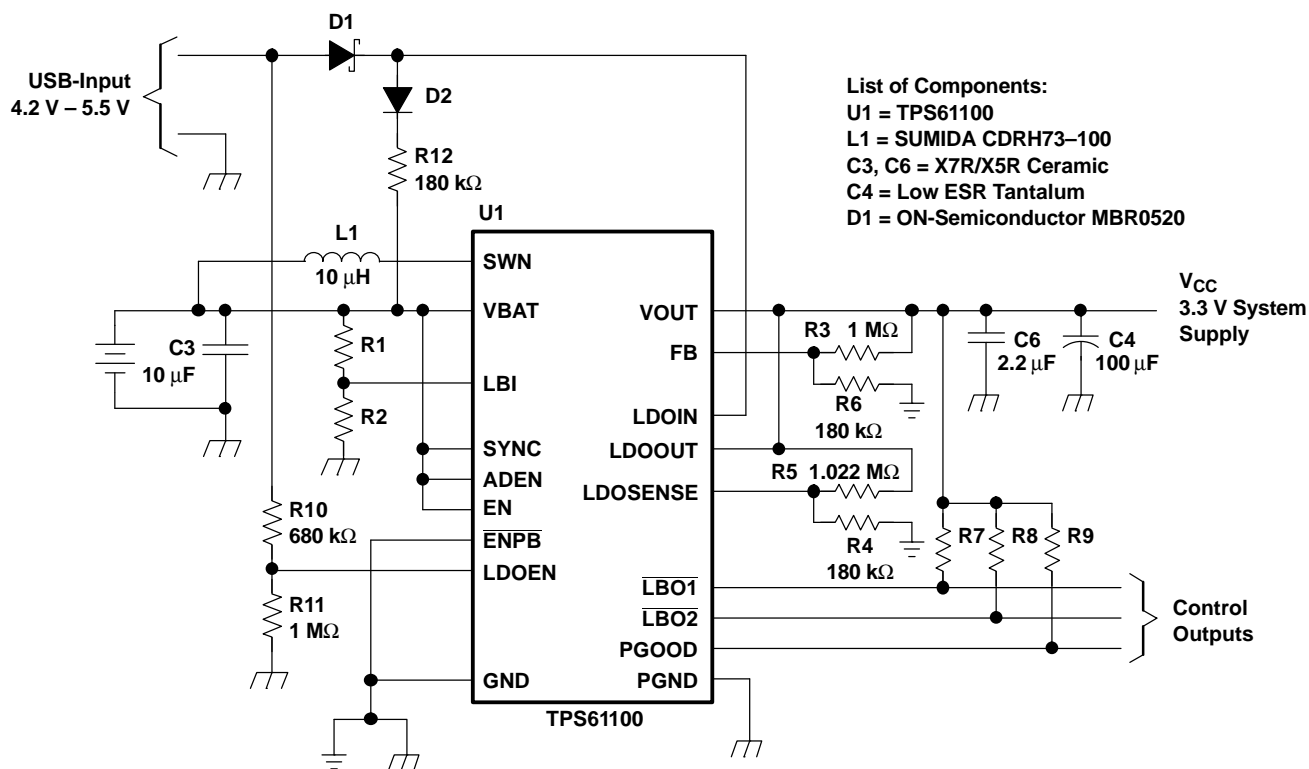 D1
USB-Input
4.2 V – 5.5 V
D2
R12
180 kΩ
List of Components:
U1 = TPS61100
L1 = SUMIDA CDRH73–100
C3, C6 = X7R/X5R Ceramic
C4 = Low ESR Tantalum
D1 = ON-Semiconductor MBR0520
U1
L1
10 μH
SWN
VBAT
VOUT
VCC
3.3 V System
Supply
C3
10 μF
R1
R3
1 MΩ
FB
C6
2.2 μF
C4
100 μF
LBI
R2
R6
180 kΩ
LDOIN
SYNC
LDOOUT
ADEN
R5
1.022 MΩ
LDOSENSE
EN
R10
680 kΩ
ENPB
R4
180 kΩ
R7
R8
R9
LDOEN
LBO1
R11
1 MΩ
LBO2
Control
Outputs
PGOOD
GND
PGND
TPS61100